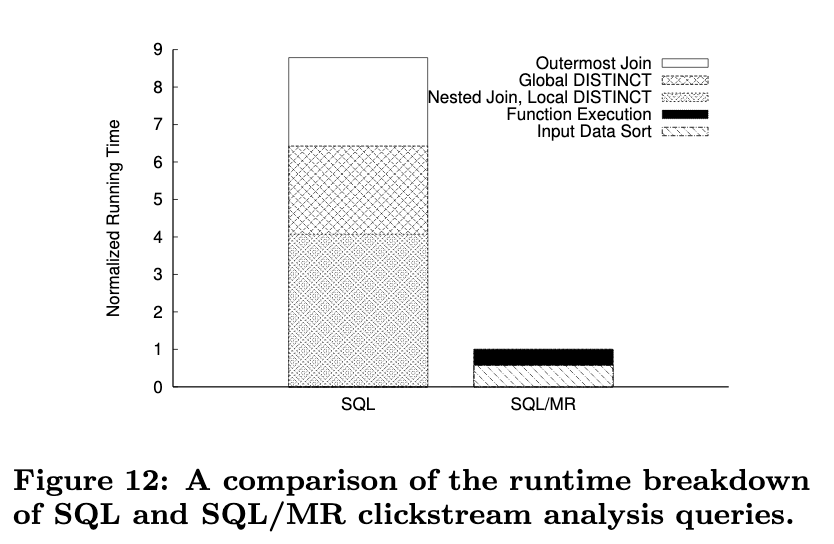 9
8
7
6
5
4
3
2
1
0
Normalized Running Time
Outermost Join
Global DISTINCT
Nested Join, Local DISTINCT
Function Execution
Input Data Sort
SQL
SQL/MR
Figure 12: A comparison of the runtime breakdown
of SQL and SQL/MR clickstream analysis queries.